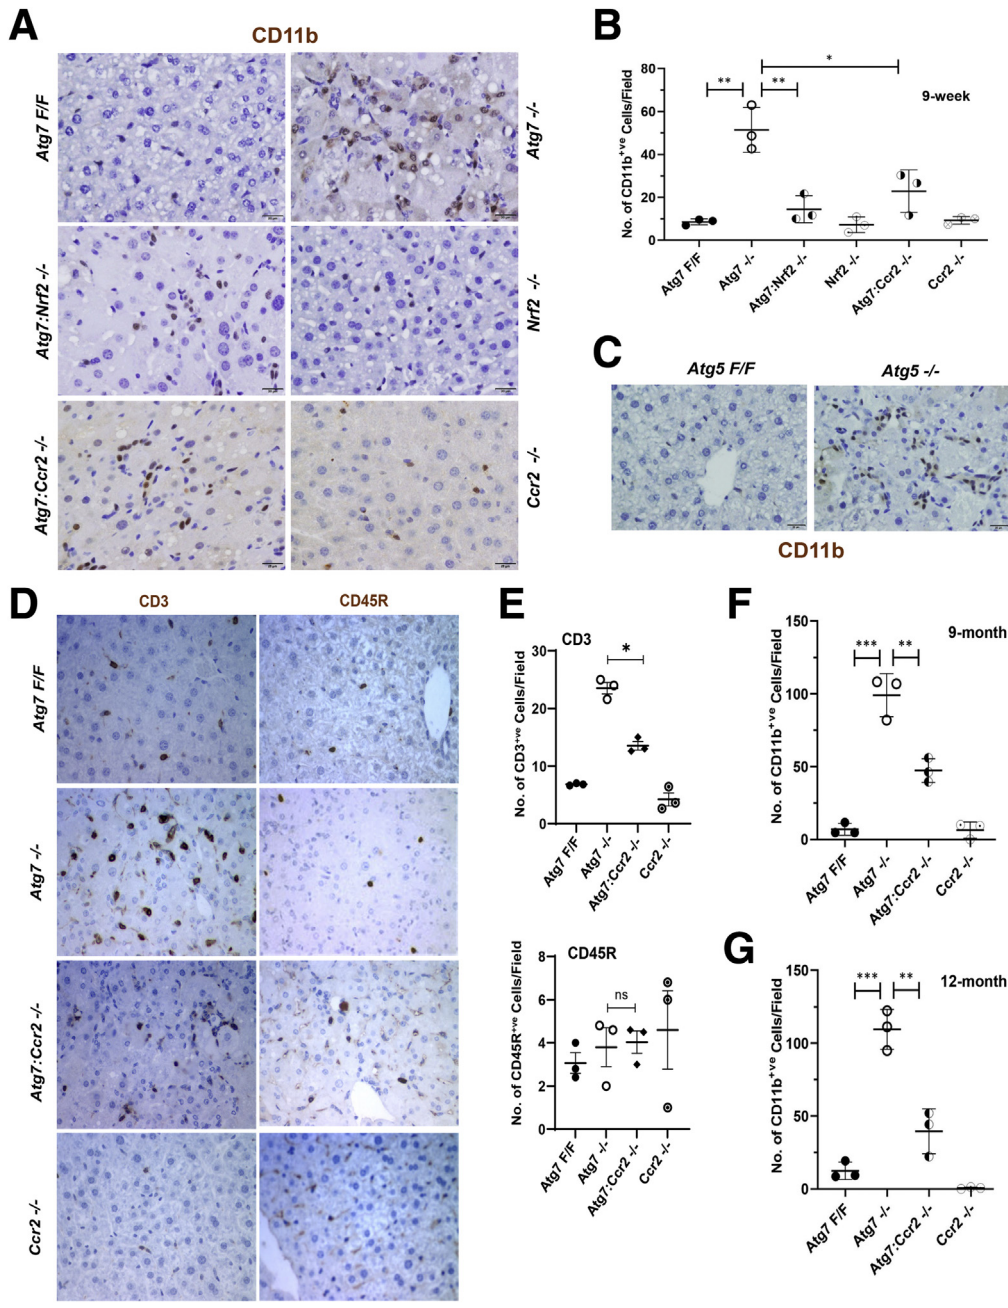 A
CD11b
Atg7 F/F
Atg7 -/-
Atg7:Nrf2 -/-
Nrf2 -/-
Atg7:Ccr2 -/-
Ccr2 -/-
B
9-week
No. of CD11b+ve Cells/Field
80
60
40
20
0
**
**
*
Atg7 F/F
Atg7 -/-
Atg7:Nrf2 -/-
Nrf2 -/-
Atg7:Ccr2 -/-
Ccr2 -/-
C
Atg5 F/F
Atg5 -/-
CD11b
D
CD3
CD45R
Atg7 F/F
Atg7 -/-
Atg7:Ccr2 -/-
Ccr2 -/-
E
CD3
No. of CD3+ve Cells/Field
30
20
10
0
*
Atg7 F/F
Atg7 -/-
Atg7:Ccr2 -/-
Ccr2 -/-
CD45R
No. of CD45R+ve Cells/Field
8
6
4
2
0
ns
Atg7 F/F
Atg7 -/-
Atg7:Ccr2 -/-
Ccr2 -/-
F
9-month
No. of CD11b+ve Cells/Field
150
100
50
0
***
**
Atg7 F/F
Atg7 -/-
Atg7:Ccr2 -/-
Ccr2 -/-
G
12-month
No. of CD11b+ve Cells/Field
150
100
50
0
***
**
Atg7 F/F
Atg7 -/-
Atg7:Ccr2 -/-
Ccr2 -/-